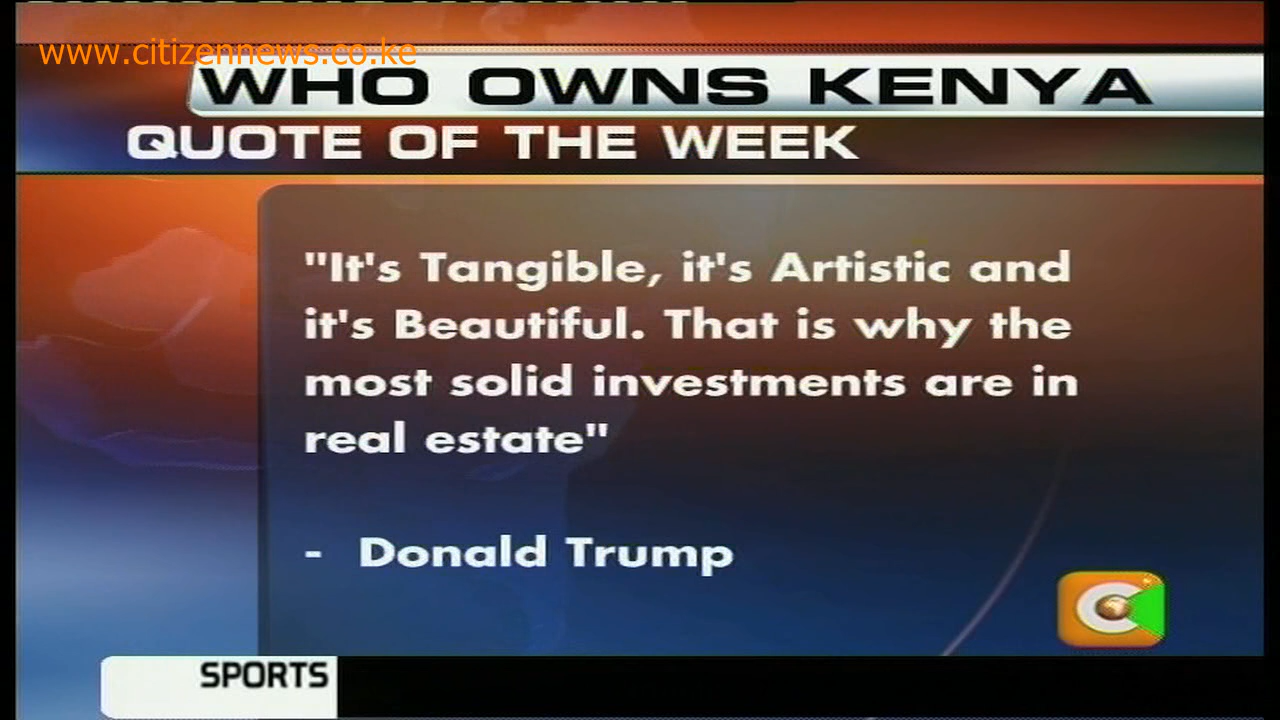 www.citizennews.co.ke
WHO OWNS KENYA
QUOTE OF THE WEEK
"It's Tangible, it's Artistic and
it's Beautiful. That is why the
most solid investments are in
real estate"
- Donald Trump
SPORTS